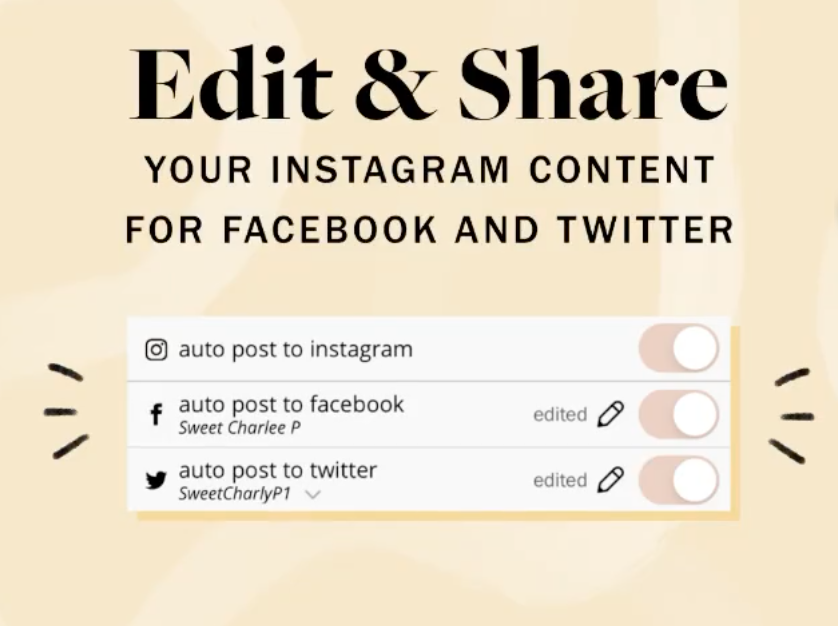 Edit & Share
YOUR INSTAGRAM CONTENT
FOR FACEBOOK AND TWITTER
auto post to instagram
auto post to facebook
Sweet Charlee P
edited
auto post to twitter
SweetCharlyP1
edited